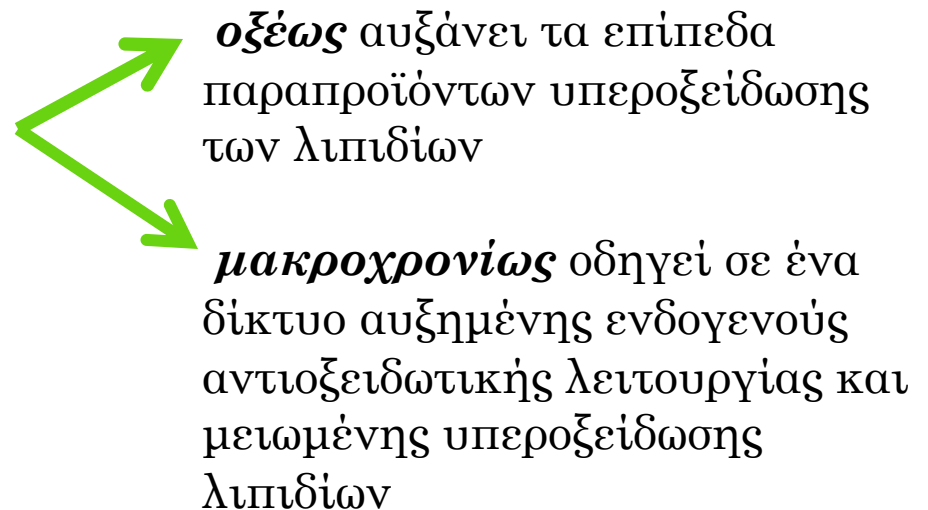 οξέως αυξάνει τα επίπεδα
παραπροϊόντων υπεροξείδωσης
των λιπιδίων
μακροχρονίως οδηγεί σε ένα
δίκτυο αυξημένης ενδογενούς
αντιοξειδωτικής λειτουργίας και
μειωμένης υπεροξείδωσης
λιπιδίων